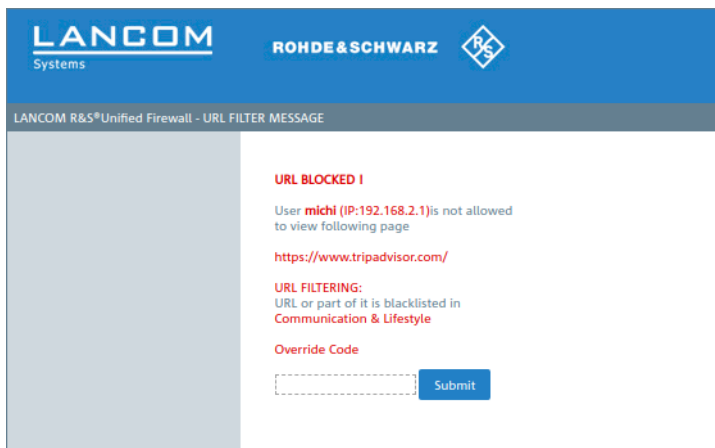 LANCOM
Systems
ROHDE&SCHWARZ
R&S
LANCOM R&S®Unified Firewall - URL FILTER MESSAGE
URL BLOCKED !
User michi (IP:192.168.2.1)is not allowed
to view following page
https://www.tripadvisor.com/
URL FILTERING:
URL or part of it is blacklisted in
Communication & Lifestyle
Override Code
Submit